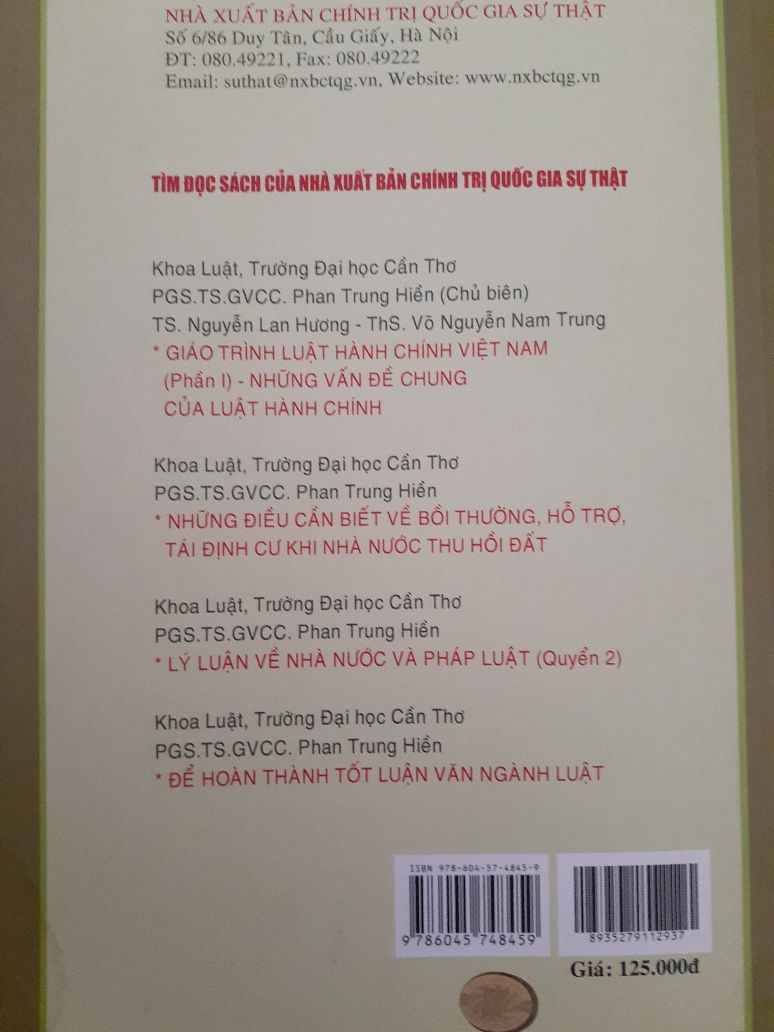 NHÀ XUẤT BẢN CHÍNH TRỊ QUỐC GIA SỰ THẬT
Số 6/86 Duy Tân, Cầu Giấy, Hà Nội
ĐT: 080.49221, Fax: 080.49222
Email: suthat@nxbctqg.vn, Website: www.nxbctqg.vn
TÌM ĐỌC SÁCH CỦA NHÀ XUẤT BẢN CHÍNH TRỊ QUỐC GIA SỰ THẬT
Khoa Luật, Trường Đại học Cần Thơ
PGS.TS.GVCC. Phan Trung Hiền (Chủ biên)
TS. Nguyễn Lan Hương - ThS. Võ Nguyễn Nam Trung
* GIÁO TRÌNH LUẬT HÀNH CHÍNH VIỆT NAM
(Phần I) - NHỮNG VẤN ĐỀ CHUNG
CỦA LUẬT HÀNH CHÍNH
Khoa Luật, Trường Đại học Cần Thơ
PGS.TS.GVCC. Phan Trung Hiền
* NHỮNG ĐIỀU CẦN BIẾT VỀ BỒI THƯỜNG, HỖ TRỢ,
TÁI ĐỊNH CƯ KHI NHÀ NƯỚC THU HỒI ĐẤT
Khoa Luật, Trường Đại học Cần Thơ
PGS.TS.GVCC. Phan Trung Hiền
* LÝ LUẬN VỀ NHÀ NƯỚC VÀ PHÁP LUẬT (Quyển 2)
Khoa Luật, Trường Đại học Cần Thơ
PGS.TS.GVCC. Phan Trung Hiền
* ĐỂ HOÀN THÀNH TỐT LUẬN VĂN NGÀNH LUẬT
ISBN 978-604-57-4845-9
9 786045 748459
8935279112937
Giá: 125.000đ